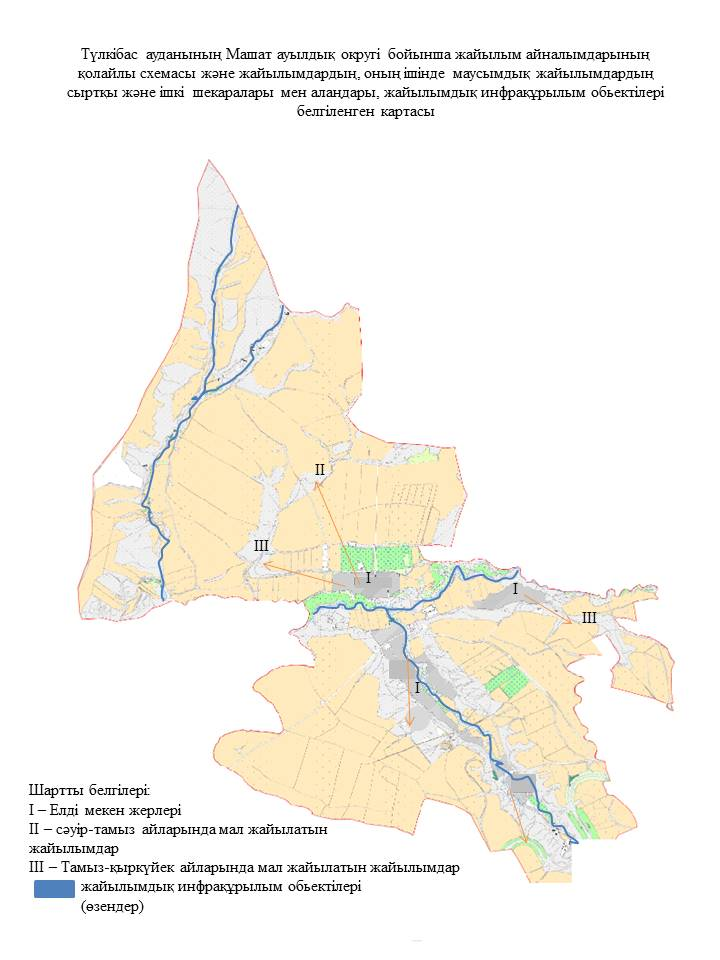 Түлкібас ауданының Машат ауылдық округі бойынша жайылым айналымдарының
қолайлы схемасы және жайылымдардың, оның ішінде маусымдық жайылымдардың
сыртқы және ішкі шекаралары мен алаңдары, жайылымдық инфрақұрылым обьектілері
белгіленген картасы
II
III
I
I
III
I
Шартты белгілері:
I – Елді мекен жерлері
II – сәуір-тамыз айларында мал жайылатын
жайылымдар
III – Тамыз-қыркүйек айларында мал жайылатын жайылымдар
жайылымдық инфрақұрылым обьектілері
(өзендер)